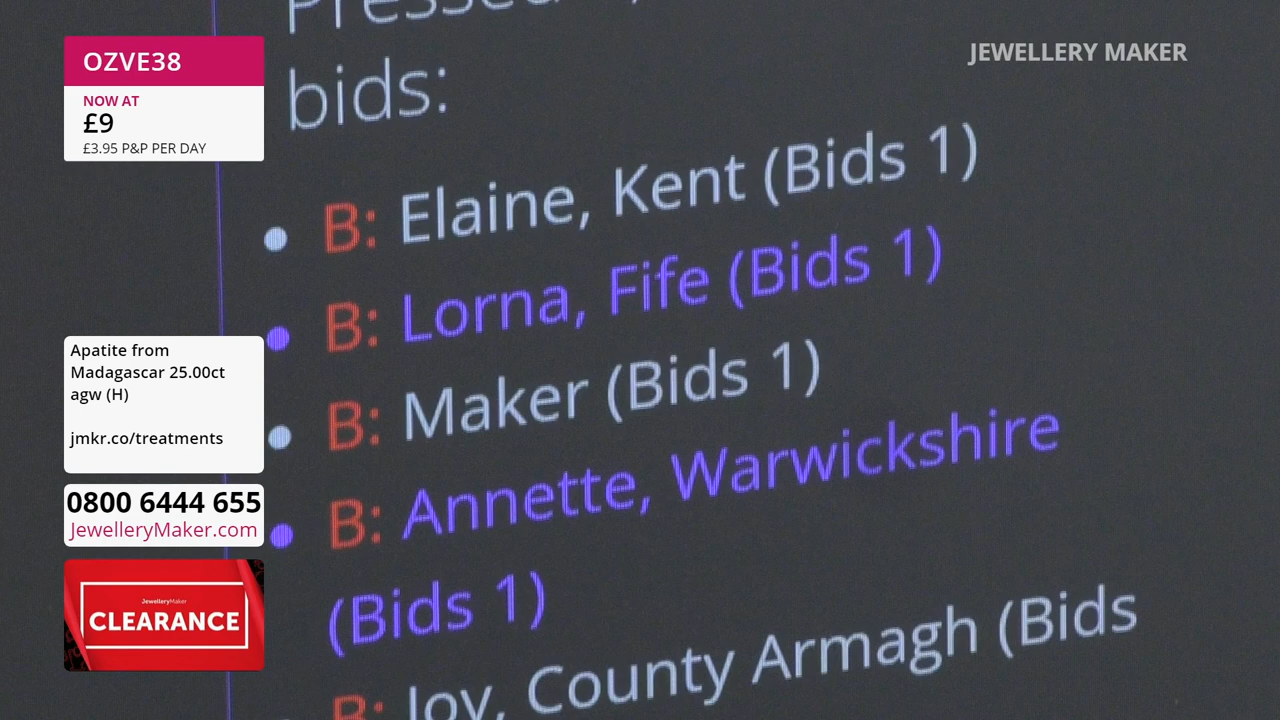 OZVE38
NOW AT
£9
£3.95 P&P PER DAY
JEWELLERY MAKER
bids:
B: Elaine, Kent (Bids 1)
B: Lorna, Fife (Bids 1)
B: Maker (Bids 1)
B: Annette, Warwickshire
(Bids 1)
B: Joy, County Armagh (Bids
Apatite from
Madagascar 25.00ct
agw (H)
jmkr.co/treatments
0800 6444 655
JewelleryMaker.com
JewelleryMaker
CLEARANCE